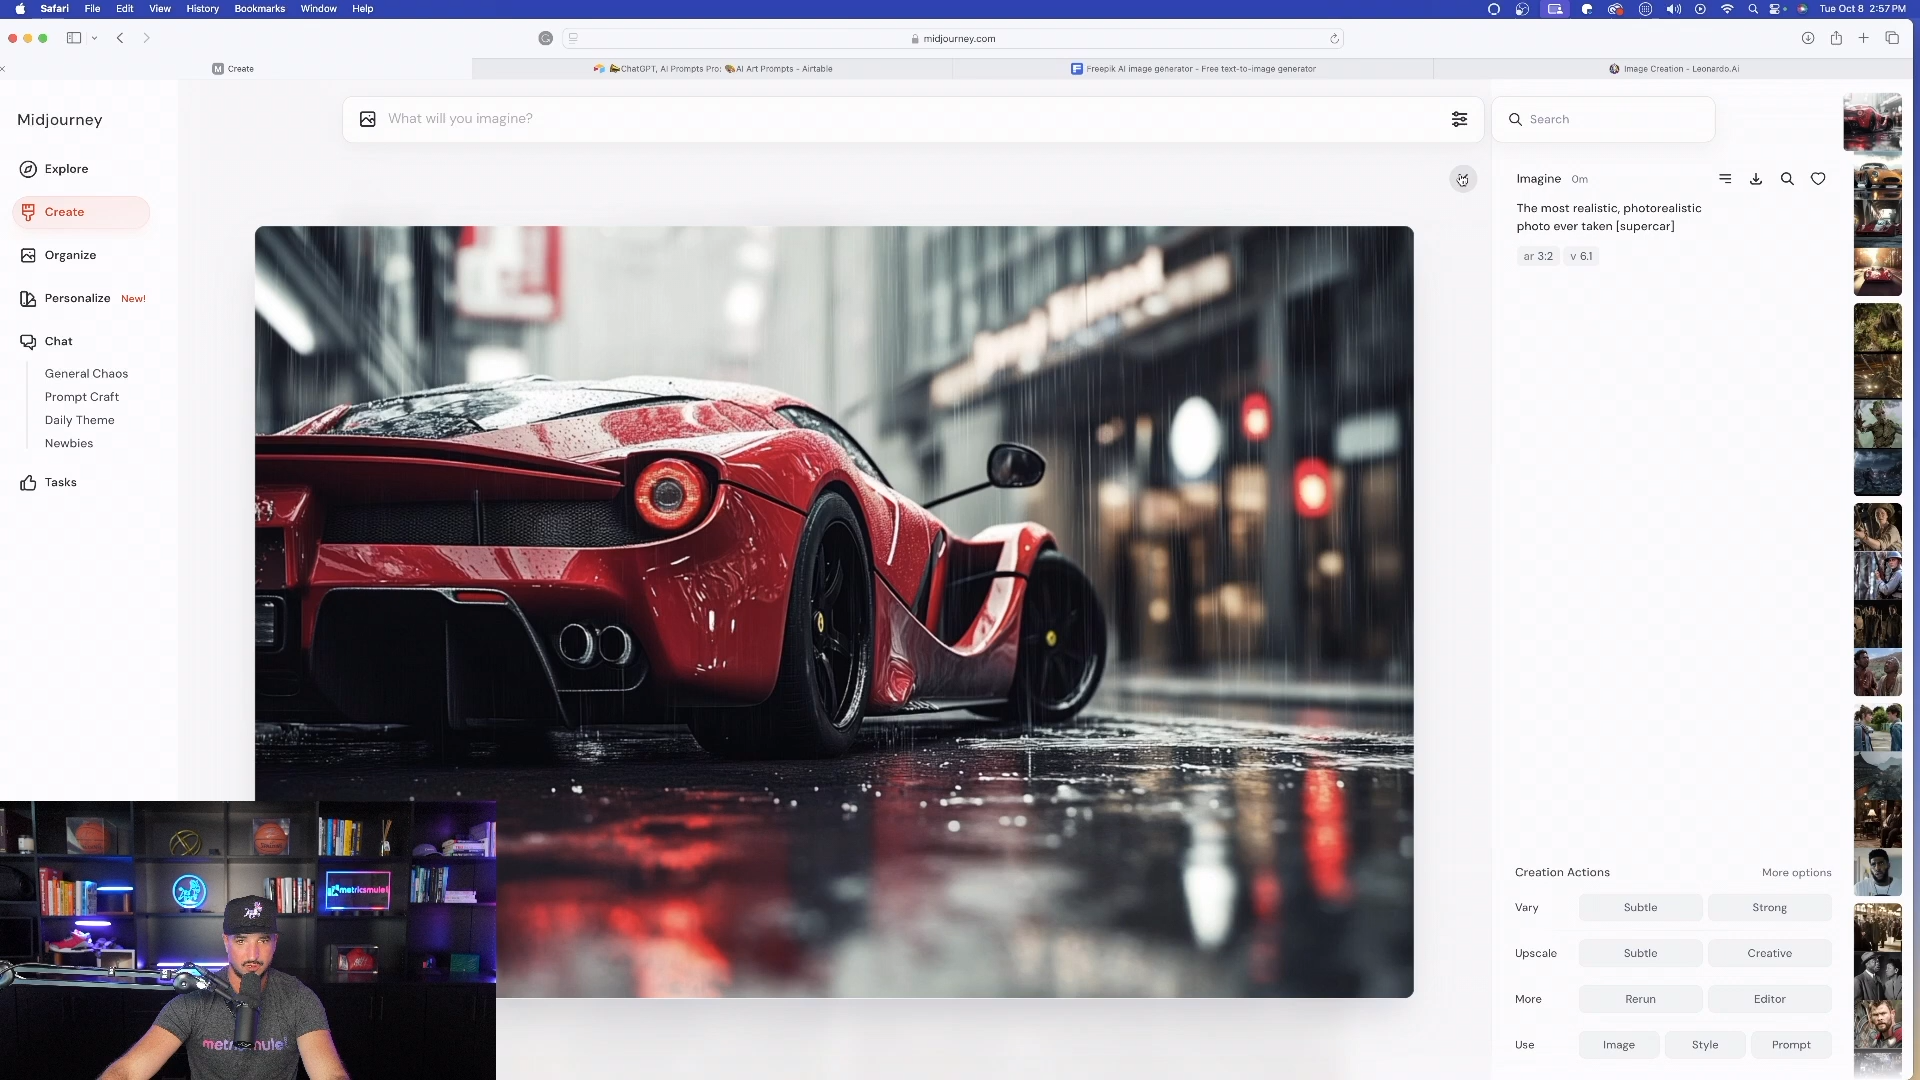 Safari File Edit View History Bookmarks Window Help
Tue Oct 8 2:57 PM
midjourney.com
Create
ChatGPT, AI Prompts Pro: AI Art Prompts - Airtable
Freepik AI image generator - Free text-to-image generator
Image Creation - Leonardo.Ai
Midjourney
What will you imagine?
Search
Explore
Create
Organize
Personalize New!
Chat
General Chaos
Prompt Craft
Daily Theme
Newbies
Tasks
Imagine 0m
The most realistic, photorealistic
photo ever taken [supercar]
ar 3:2 v 6.1
Creation Actions More options
Vary Subtle Strong
Upscale Subtle Creative
More Rerun Editor
Use Image Style Prompt
metricsmule